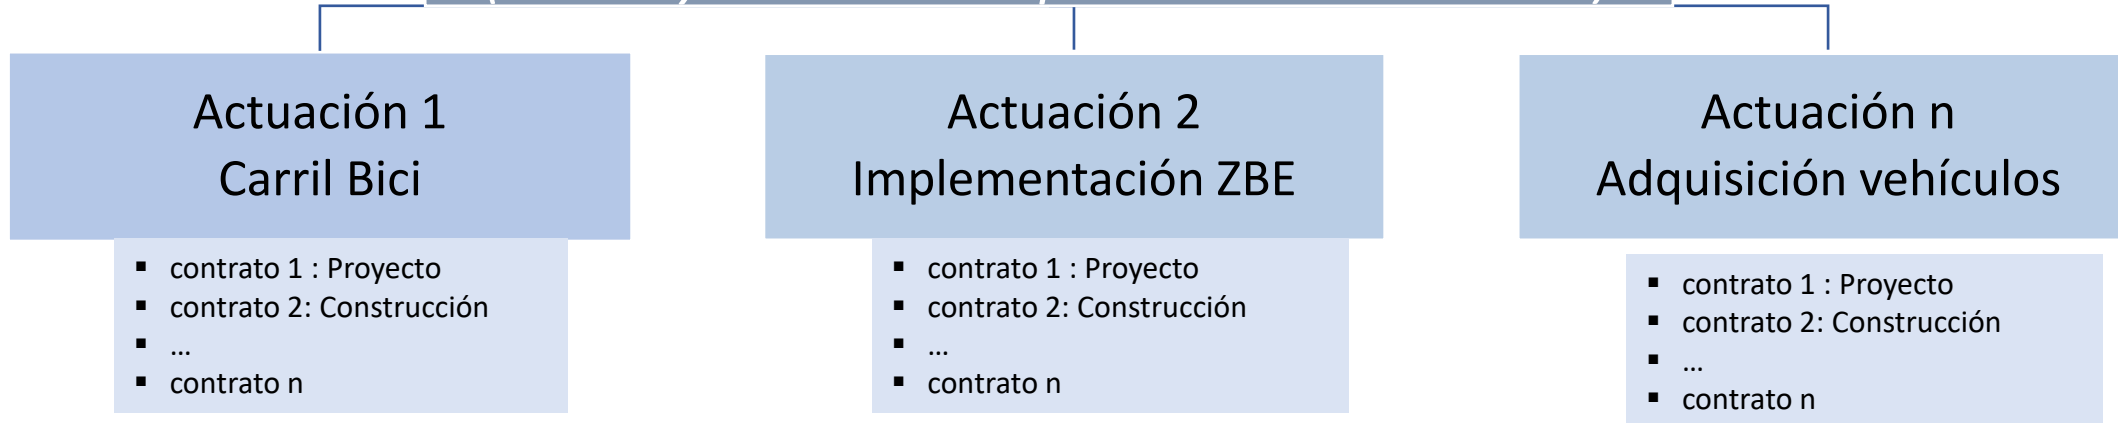 Actuación 1
Carril Bici
▪ contrato 1 : Proyecto
▪ contrato 2: Construcción
▪ ...
▪ contrato n
Actuación 2
Implementación ZBE
▪ contrato 1 : Proyecto
▪ contrato 2: Construcción
▪ ...
▪ contrato n
Actuación n
Adquisición vehículos
▪ contrato 1 : Proyecto
▪ contrato 2: Construcción
▪ ...
▪ contrato n